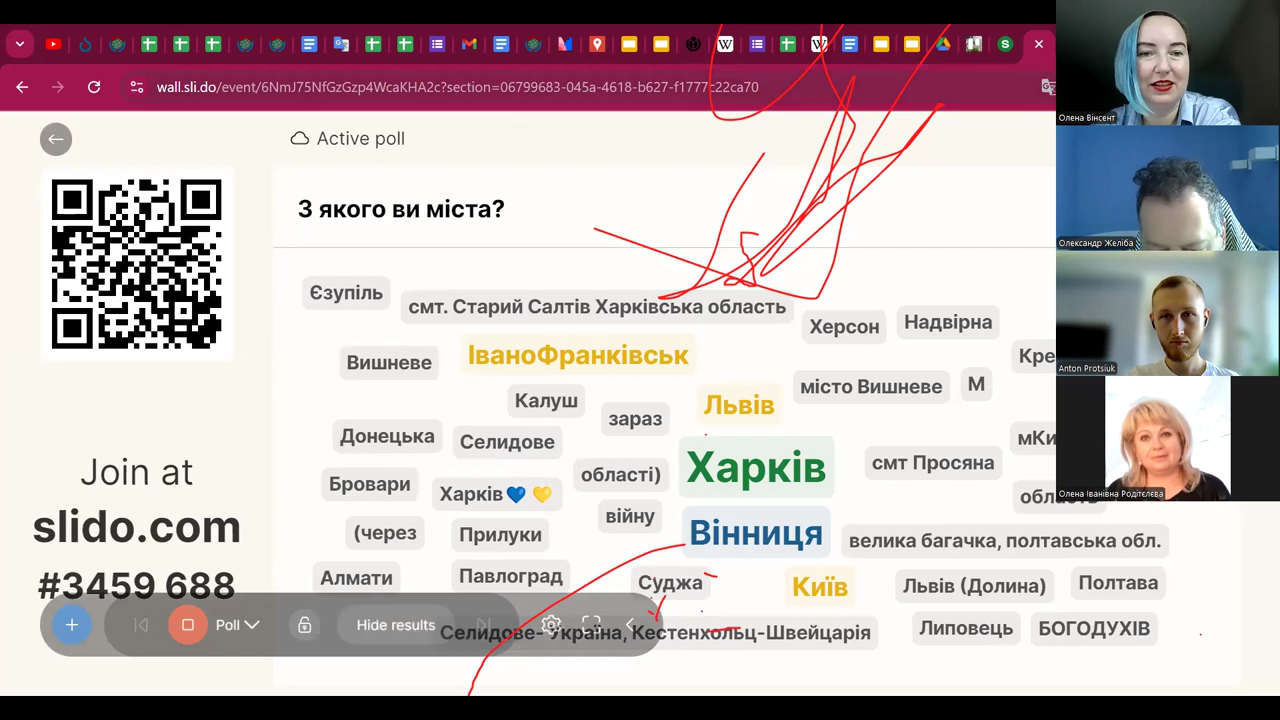 wall.sli.do/event/6NmJ75NfGzGzp4WcaKHA2c?section=06799683-045a-4618-b627-f1777c22ca70
Олена Вінсент
Олександр Желіба
Anton Protsiuk
Олена Іванівна Родітєлєва
Active poll
З якого ви міста?
Єзупіль
смт. Старий Салтів Харківська область
Херсон
Надвірна
Вишневе
ІваноФранківськ
Кре
Калуш
зараз
Львів
місто Вишневе
М
Донецька
Селидове
Харків
мКи
Бровари
Харків💙💛
області)
смт Просяна
область
(через
Прилуки
війну
Вінниця
велика багачка, полтавська обл.
Алмати
Павлоград
Суджа
Київ
Львів (Долина)
Полтава
Селидове- Україна, Кестенхольц-Швейцарія
Липовець
БОГОДУХІВ
Join at
slido.com
#3459 688
Poll
Hide results